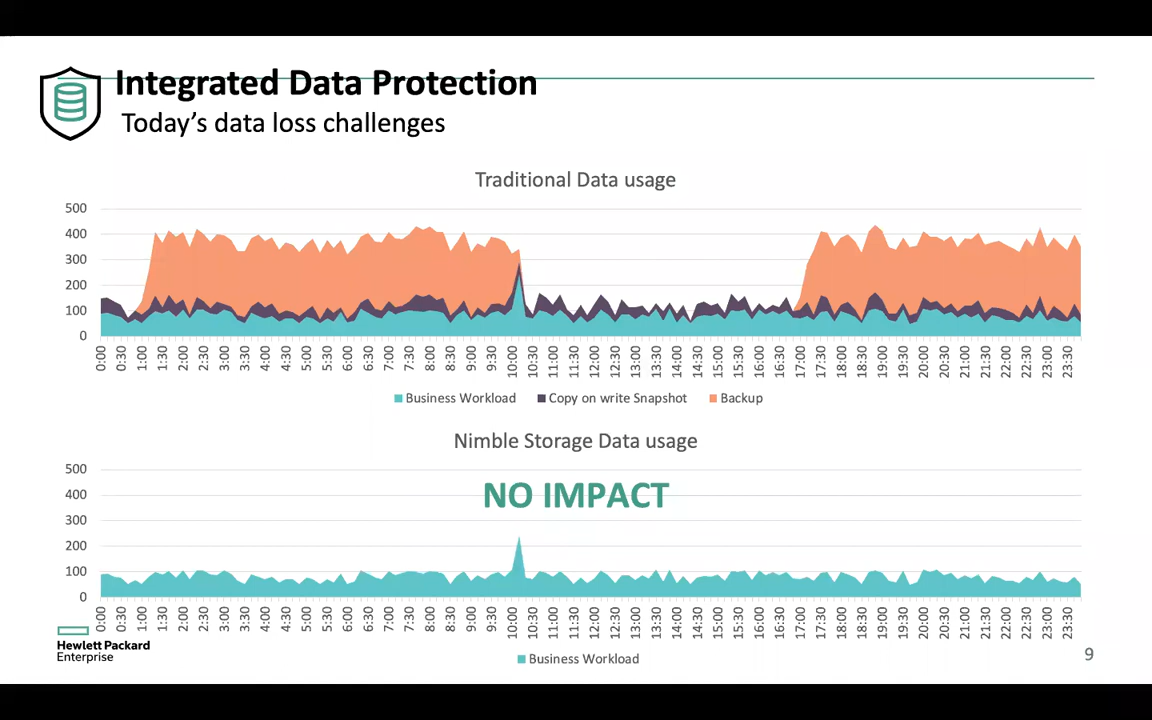 Integrated Data Protection
Today's data loss challenges
Traditional Data usage
500
400
300
200
100
0
0:00 0:30 1:00 1:30 2:00 2:30 3:00 3:30 4:00 4:30 5:00 5:30 6:00 6:30 7:00 7:30 8:00 8:30 9:00 9:30 10:00 10:30 11:00 11:30 12:00 12:30 13:00 13:30 14:00 14:30 15:00 15:30 16:00 16:30 17:00 17:30 18:00 18:30 19:00 19:30 20:00 20:30 21:00 21:30 22:00 22:30 23:00 23:30
Business Workload Copy on write Snapshot Backup
Nimble Storage Data usage
500
NO IMPACT
400
300
200
100
0
0:00 0:30 1:00 1:30 2:00 2:30 3:00 3:30 4:00 4:30 5:00 5:30 6:00 6:30 7:00 7:30 8:00 8:30 9:00 9:30 10:00 10:30 11:00 11:30 12:00 12:30 13:00 13:30 14:00 14:30 15:00 15:30 16:00 16:30 17:00 17:30 18:00 18:30 19:00 19:30 20:00 20:30 21:00 21:30 22:00 22:30 23:00 23:30
Business Workload
Hewlett Packard
Enterprise
9